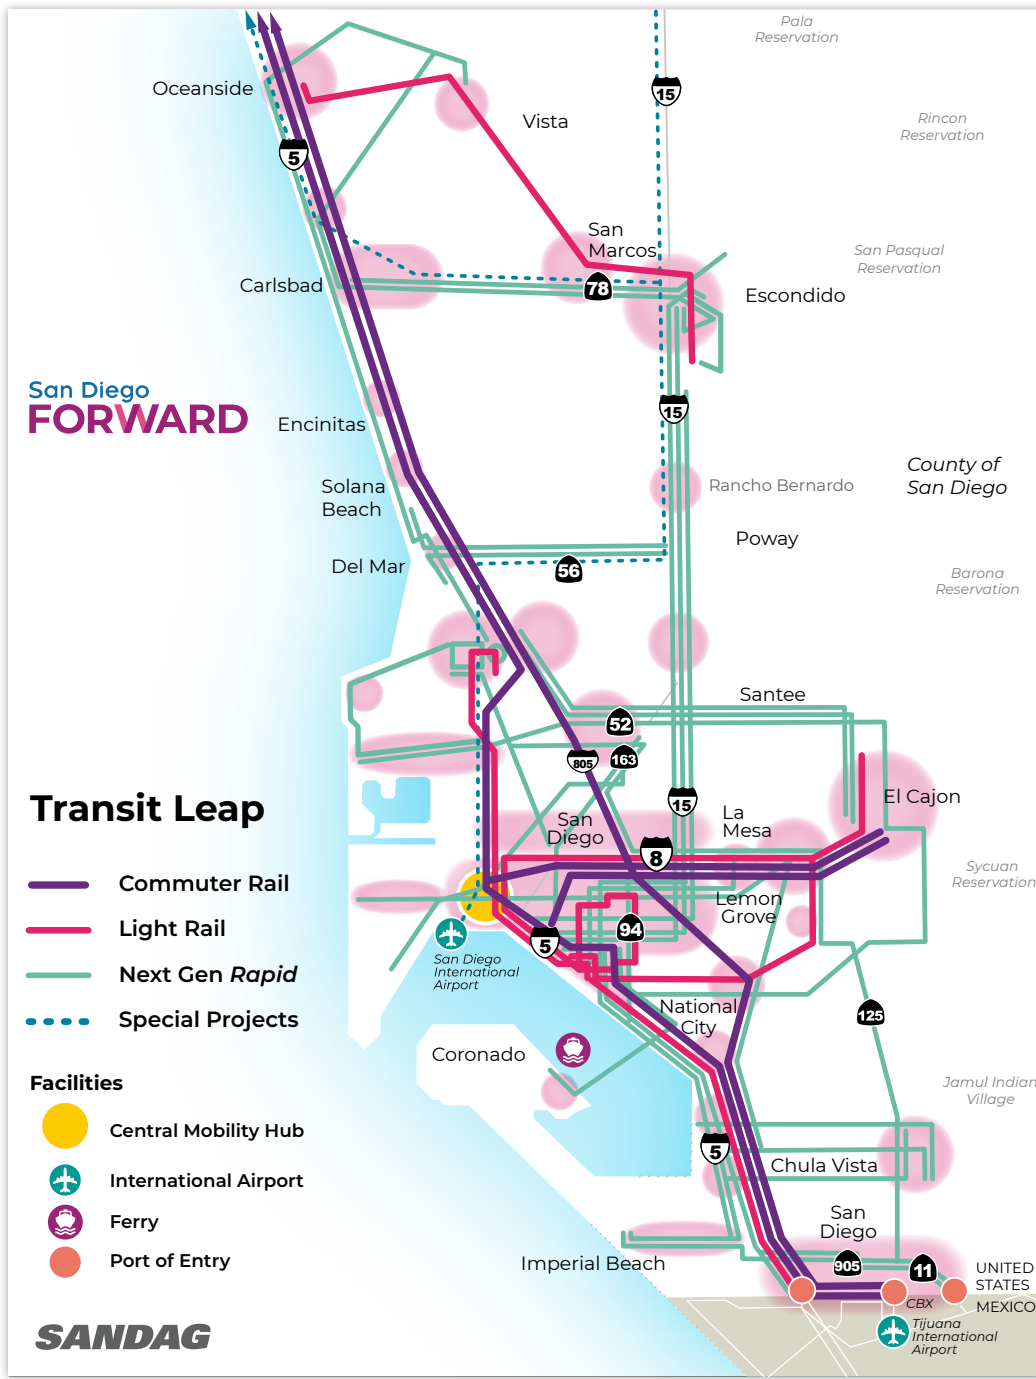 Pala
Reservation
15
Oceanside
Vista
Rincon
Reservation
5
San
Marcos
San Pasqual
Reservation
Carlsbad
78
Escondido
San Diego
FORWARD
15
Encinitas
County of
San Diego
Solana
Beach
Rancho Bernardo
Poway
Del Mar
56
Barona
Reservation
Santee
52
805
163
Transit Leap
15
El Cajon
San
Diego
La
Mesa
8
Sycuan
Reservation
Commuter Rail
Lemon
Grove
Light Rail
94
5
San Diego
International
Airport
Next Gen Rapid
Special Projects
National
City
125
Coronado
Facilities
Jamul Indian
Village
Central Mobility Hub
5
International Airport
Chula Vista
Ferry
San
Diego
Port of Entry
Imperial Beach
905
11
UNITED
STATES
CBX
MEXICO
Tijuana
International
Airport
SANDAG